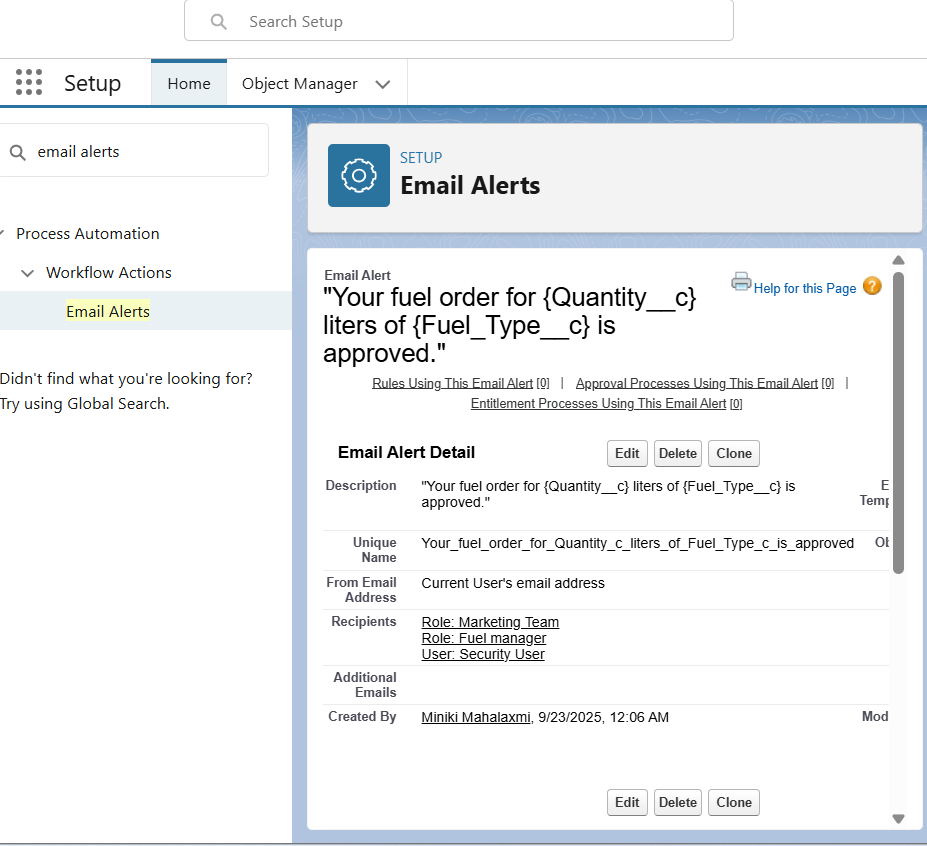 Search Setup
Setup
Home
Object Manager
email alerts
Process Automation
Workflow Actions
Email Alerts
Didn't find what you're looking for?
Try using Global Search.
SETUP
Email Alerts
Email Alert
"Your fuel order for {Quantity__c}
liters of {Fuel_Type__c} is
approved."
Help for this Page ?
Rules Using This Email Alert [0] | Approval Processes Using This Email Alert [0] |
Entitlement Processes Using This Email Alert [0]
Email Alert Detail Edit Delete Clone
Description "Your fuel order for {Quantity__c} liters of {Fuel_Type__c} is
approved."
E
Temp
Unique
Name
Your_fuel_order_for_Quantity_c_liters_of_Fuel_Type_c_is_approved
Ob
From Email
Address
Current User's email address
Recipients Role: Marketing Team
Role: Fuel manager
User: Security User
Additional
Emails
Created By Miniki Mahalaxmi, 9/23/2025, 12:06 AM Mod
Edit Delete Clone